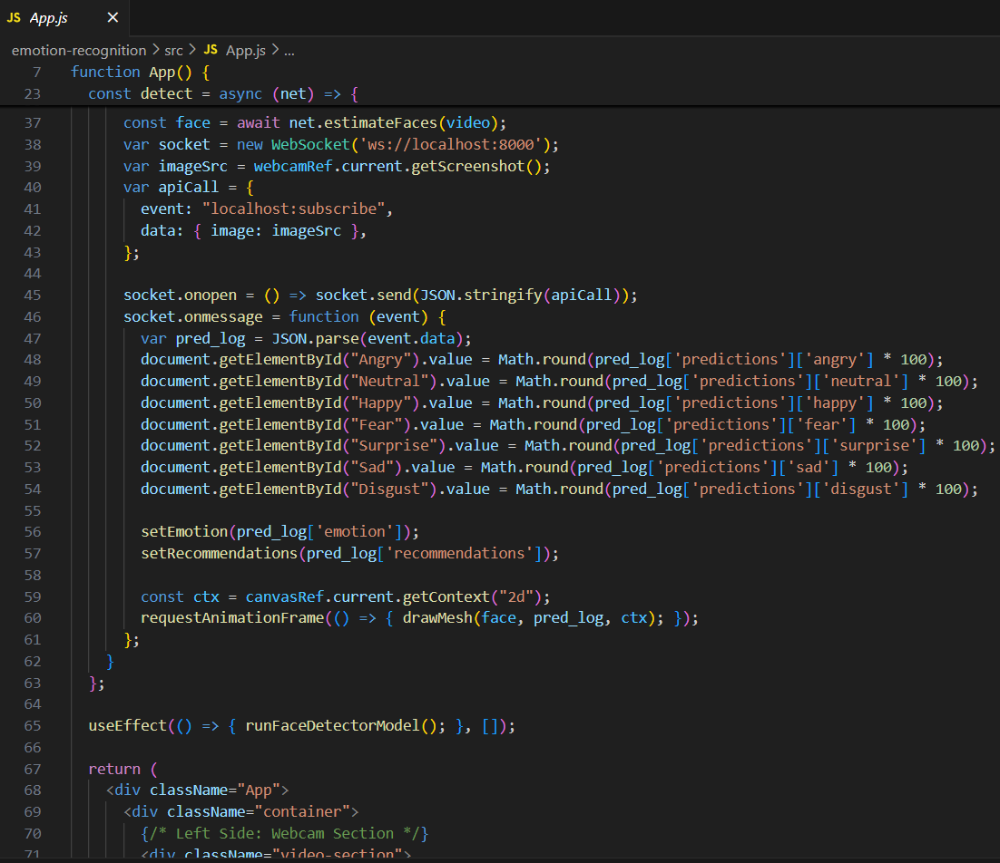 JS App.js ×
emotion-recognition > src > JS App.js > ...
7 function App() {
23 const detect = async (net) => {
37 const face = await net.estimateFaces(video);
38 var socket = new WebSocket('ws://localhost:8000');
39 var imageSrc = webcamRef.current.getScreenshot();
40 var apiCall = {
41 event: "localhost:subscribe",
42 data: { image: imageSrc },
43 };
44
45 socket.onopen = () => socket.send(JSON.stringify(apiCall));
46 socket.onmessage = function (event) {
47 var pred_log = JSON.parse(event.data);
48 document.getElementById("Angry").value = Math.round(pred_log['predictions']['angry'] * 100);
49 document.getElementById("Neutral").value = Math.round(pred_log['predictions']['neutral'] * 100);
50 document.getElementById("Happy").value = Math.round(pred_log['predictions']['happy'] * 100);
51 document.getElementById("Fear").value = Math.round(pred_log['predictions']['fear'] * 100);
52 document.getElementById("Surprise").value = Math.round(pred_log['predictions']['surprise'] * 100);
53 document.getElementById("Sad").value = Math.round(pred_log['predictions']['sad'] * 100);
54 document.getElementById("Disgust").value = Math.round(pred_log['predictions']['disgust'] * 100);
55
56 setEmotion(pred_log['emotion']);
57 setRecommendations(pred_log['recommendations']);
58
59 const ctx = canvasRef.current.getContext("2d");
60 requestAnimationFrame(() => { drawMesh(face, pred_log, ctx); });
61 };
62 }
63 };
64
65 useEffect(() => { runFaceDetectorModel(); }, []);
66
67 return (
68 <div className="App">
69 <div className="container">
70 {/* Left Side: Webcam Section */}
71 <div className="video-section">